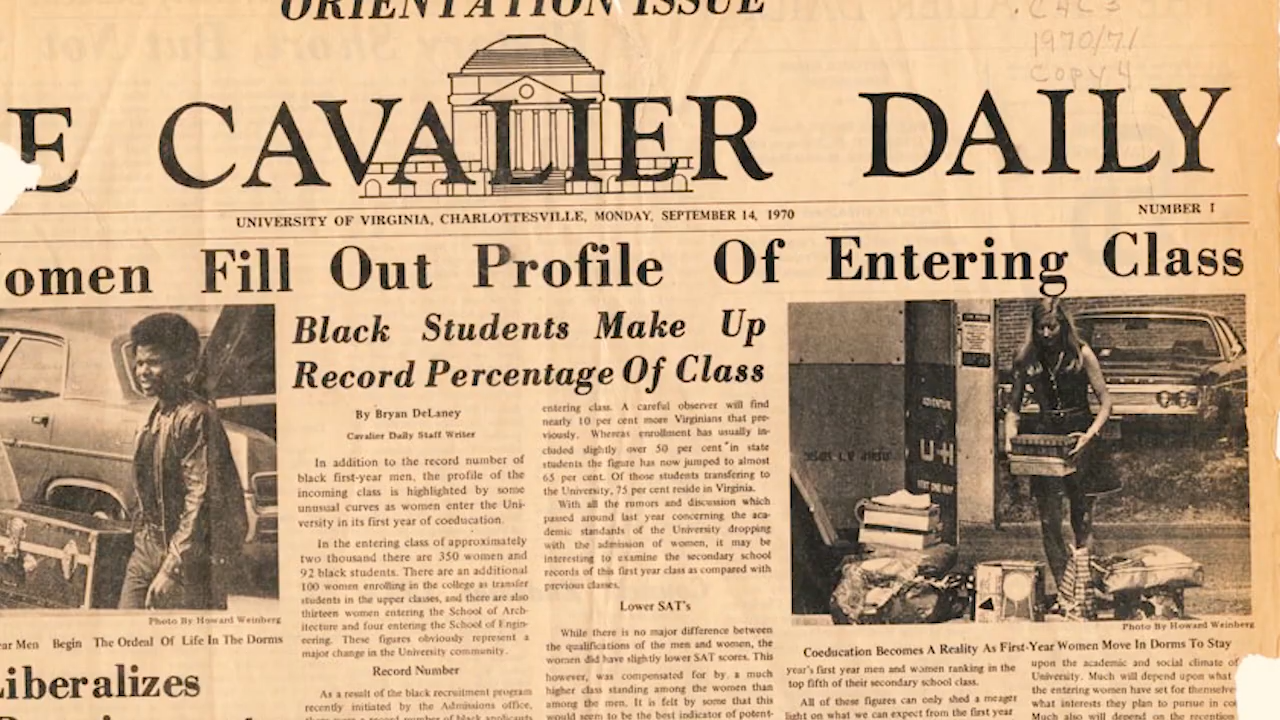 ORIENTATION ISSUE
C4C3
1970/71
Copy 4
E CAVALIER DAILY
UNIVERSITY OF VIRGINIA, CHARLOTTESVILLE, MONDAY, SEPTEMBER 14, 1970
NUMBER 1
omen Fill Out Profile Of Entering Class
Black Students Make Up
Record Percentage Of Class
By Bryan DeLaney
Cavalier Daily Staff Writer
In addition to the record number of
black first-year men, the profile of the
incoming class is highlighted by some
unusual curves as women enter the Uni-
versity in its first year of coeducation.
In the entering class of approximately
two thousand there are 350 women and
92 black students. There are an additional
100 women enrolling in the college as transfer
students in the upper classes, and there are also
thirteen women entering the School of Arch-
itecture and four entering the School of Engin-
eering. These figures obviously represent a
major change in the University community.
Record Number
As a result of the black recruitment program
recently initiated by the Admissions office,
there were a record number of black applicants
entering class. A careful observer will find
nearly 10 per cent more Virginians that pre-
viously. Whereas enrollment has usually in-
cluded slightly over 50 per cent in state
students the figure has now jumped to almost
65 per cent. Of those students transfering to
the University, 75 per cent reside in Virginia.
With all the rumors and discussion which
passed around last year concerning the aca-
demic standards of the University dropping
with the admission of women, it may be
interesting to examine the secondary school
records of this first year class as compared with
previous classes.
Lower SAT's
While there is no major difference between
the qualifications of the men and women, the
women did have slightly lower SAT scores. This
however, was compensated for by a much
higher class standing among the women than
among the men. It is felt by some that this
would seem to be the best indicator of potent-
ADVENTURE
U-H
Photo By Howard Weinberg
ear Men Begin The Ordeal Of Life In The Dorms
Liberalizes
Photo By Howard Weinberg
Coeducation Becomes A Reality As First-Year Women Move In Dorms To Stay
year's first year men and women ranking in the
top fifth of their secondary school class.
All of these figures can only shed a meager
light on what we can expect from the first year
upon the academic and social climate of
University. Much will depend upon what
the entering women have set for themselve
what interests they plan to pursue in co
Much also will depend on the